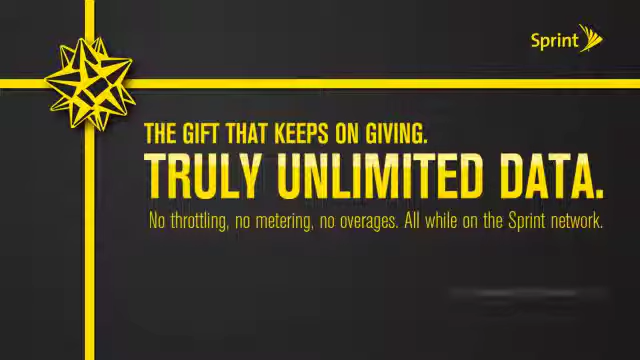 Sprint
THE GIFT THAT KEEPS ON GIVING.
TRULY UNLIMITED DATA.
No throttling, no metering, no overages. All while on the Sprint network.